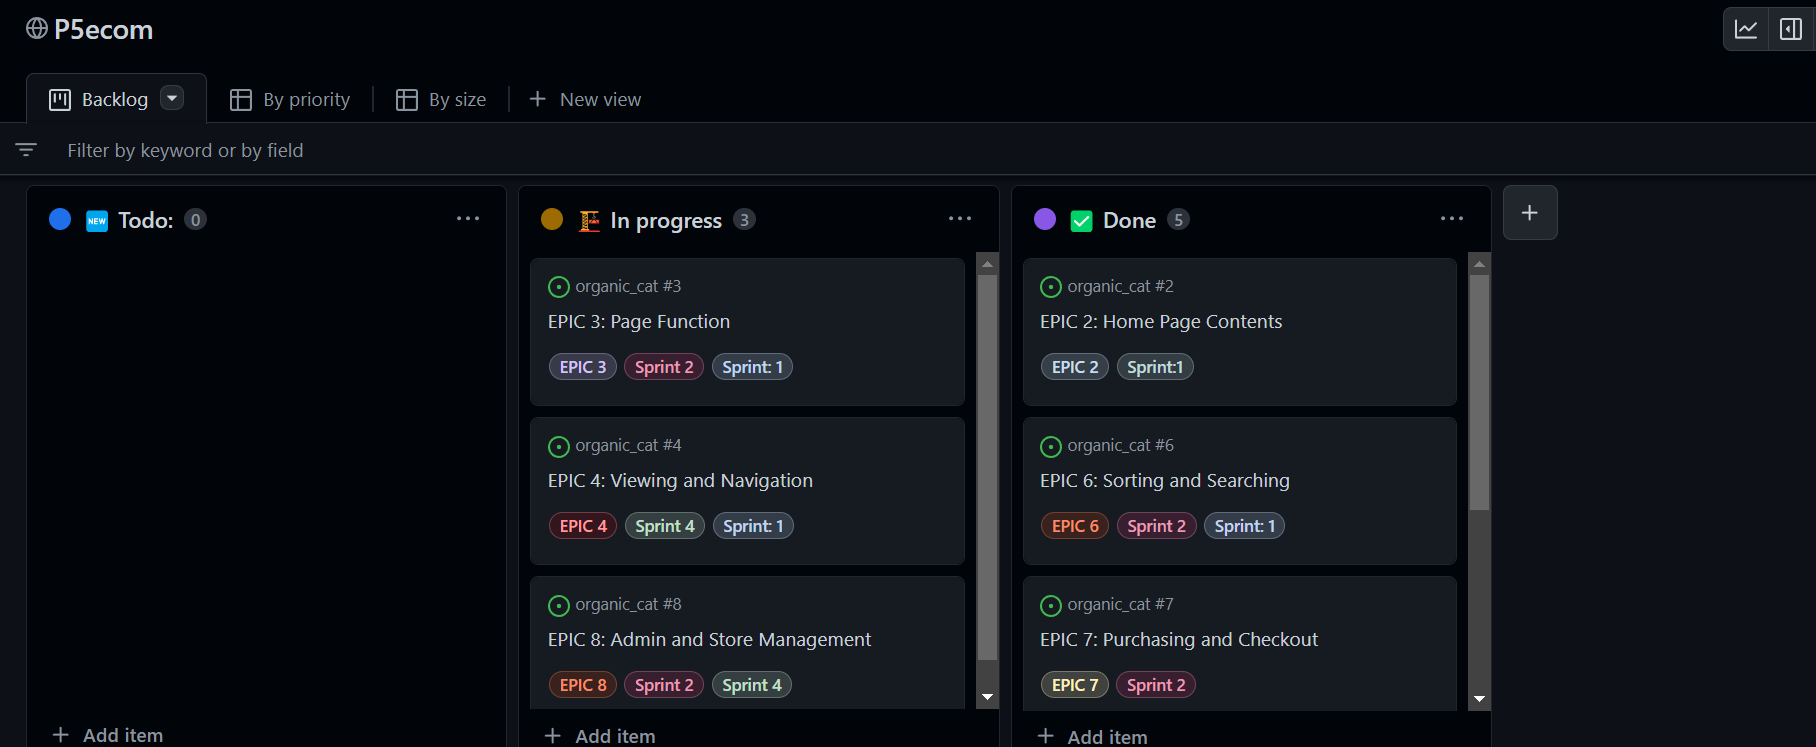 P5ecom
Backlog
By priority
By size
New view
Filter by keyword or by field
NEW Todo: 0
In progress 3
Done 5
organic_cat #3
EPIC 3: Page Function
EPIC 3 Sprint 2 Sprint: 1
organic_cat #4
EPIC 4: Viewing and Navigation
EPIC 4 Sprint 4 Sprint: 1
organic_cat #8
EPIC 8: Admin and Store Management
EPIC 8 Sprint 2 Sprint 4
organic_cat #2
EPIC 2: Home Page Contents
EPIC 2 Sprint:1
organic_cat #6
EPIC 6: Sorting and Searching
EPIC 6 Sprint 2 Sprint: 1
organic_cat #7
EPIC 7: Purchasing and Checkout
EPIC 7 Sprint 2
Add item
Add item
Add item